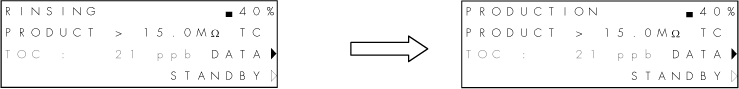 RINSING ▄ 40%
PRODUCT > 15.0MΩ TC
TOC : 21 ppb DATA
STANDBY
PRODUCTION ▄ 40%
PRODUCT > 15.0MΩ TC
TOC : 21 ppb DATA
STANDBY